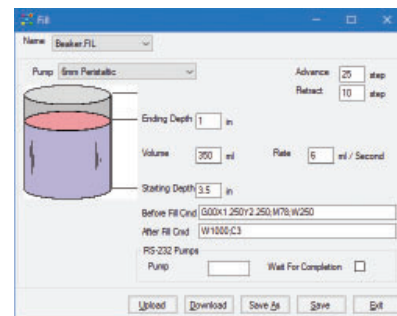 Fill
Name Beaker.FIL
Pump 6mm Peristaltic Advance 25 step
Retract 10 step
Ending Depth 1 in
Volume 350 ml Rate 6 ml / Second
Starting Depth 3.5 in
Before Fill Cmd G00X1.250Y2.250;M78;W250
After Fill Cmd W1000;C3
RS-232 Pumps
Pump Wait For Completion
Upload Download Save As Save Exit